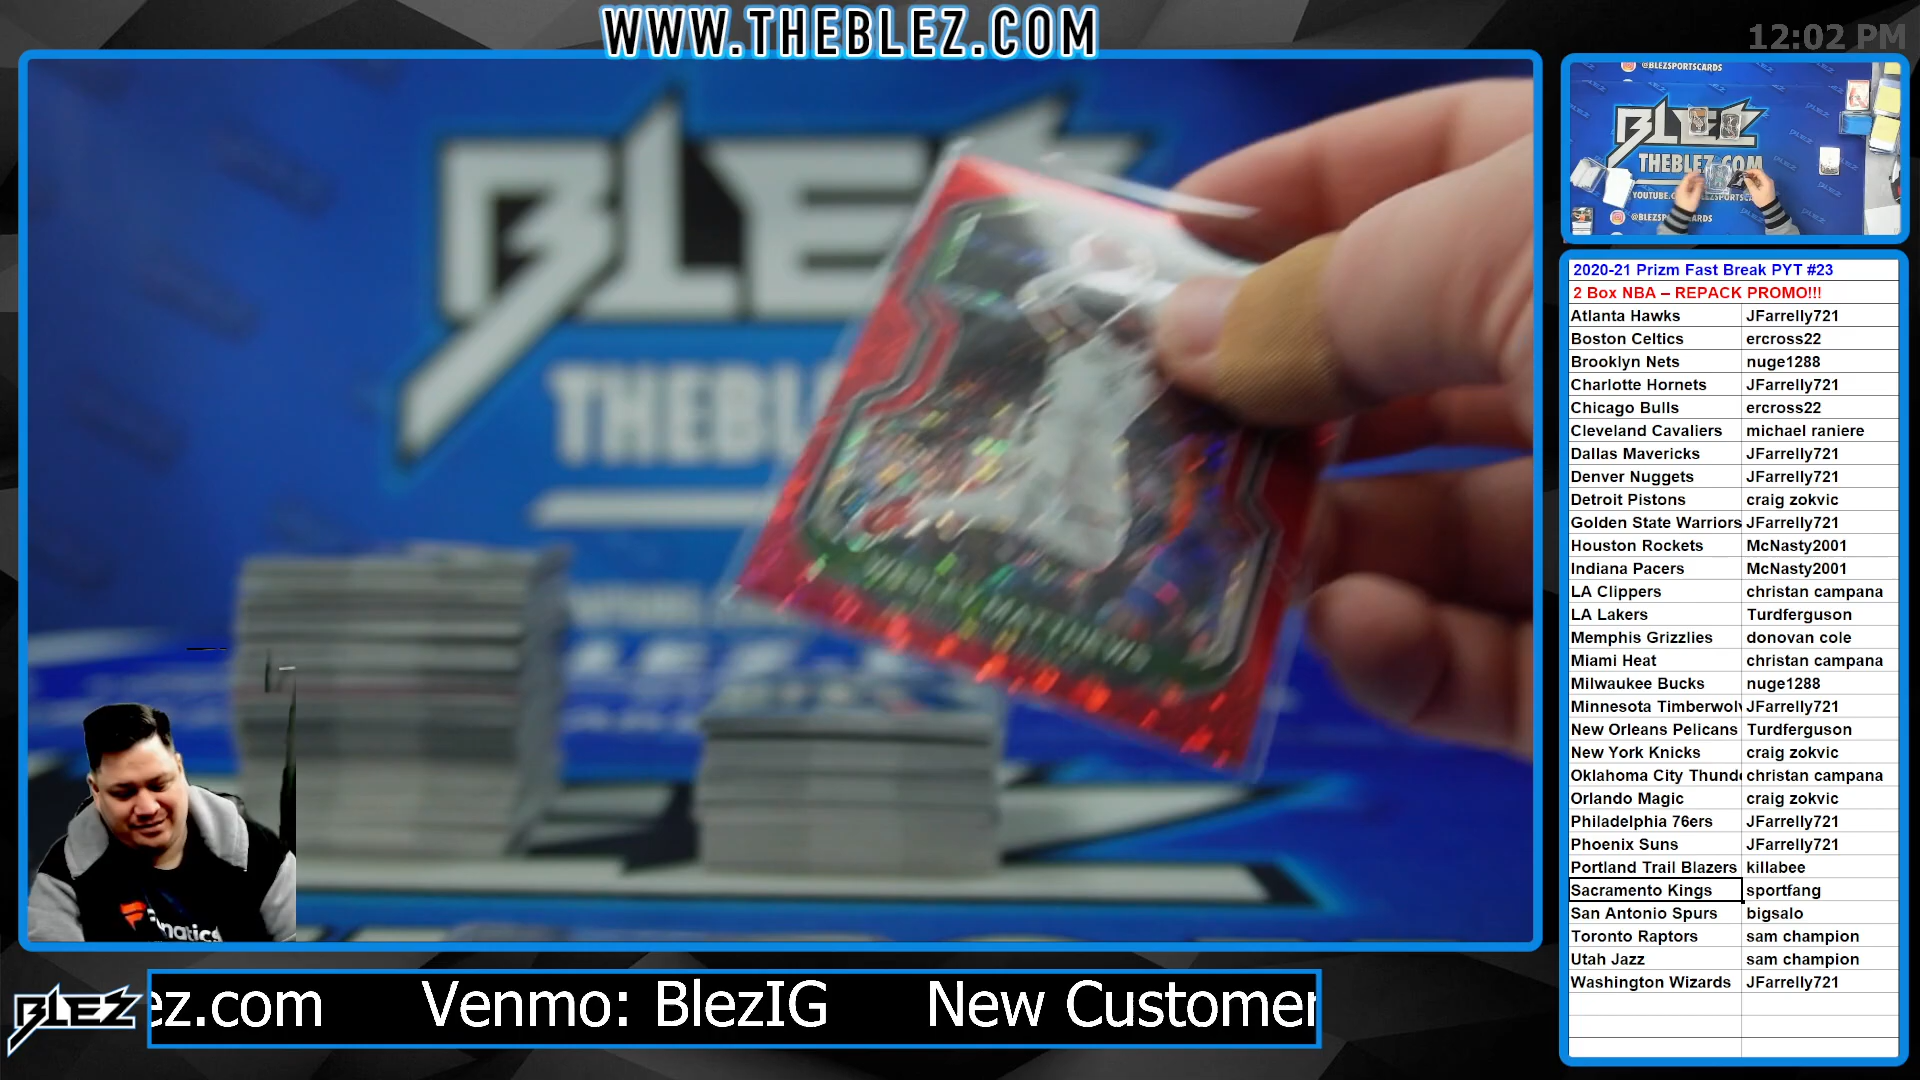 WWW.THEBLEZ.COM
12:02 PM
BLEZ
THEBL
@BLEZSPORTSCARDS
BLEZ
THEBLEZ.COM
2020-21 Prizm Fast Break PYT #23
2 Box NBA – REPACK PROMO!!!
Atlanta Hawks JFarrelly721
Boston Celtics ercross22
Brooklyn Nets nuge1288
Charlotte Hornets JFarrelly721
Chicago Bulls ercross22
Cleveland Cavaliers michael raniere
Dallas Mavericks JFarrelly721
Denver Nuggets JFarrelly721
Detroit Pistons craig zokvic
Golden State Warriors JFarrelly721
Houston Rockets McNasty2001
Indiana Pacers McNasty2001
LA Clippers christan campana
LA Lakers Turdferguson
Memphis Grizzlies donovan cole
Miami Heat christan campana
Milwaukee Bucks nuge1288
Minnesota Timberwolv JFarrelly721
New Orleans Pelicans Turdferguson
New York Knicks craig zokvic
Oklahoma City Thunde christan campana
Orlando Magic craig zokvic
Philadelphia 76ers JFarrelly721
Phoenix Suns JFarrelly721
Portland Trail Blazers killabee
Sacramento Kings sportfang
San Antonio Spurs bigsalo
Toronto Raptors sam champion
Utah Jazz sam champion
Washington Wizards JFarrelly721
BLEZ
ez.com Venmo: BlezIG New Customer